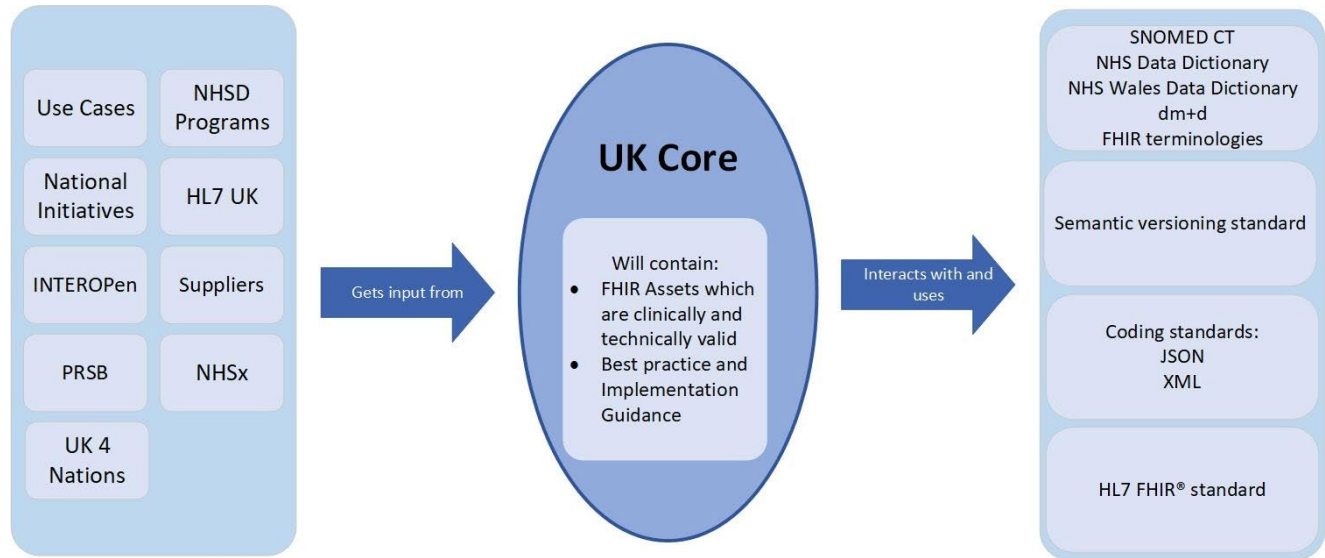 Use Cases
NHSD
Programs
National
Initiatives
HL7 UK
INTEROPen
Suppliers
PRSB
NHSx
UK 4
Nations
Gets input from
UK Core
Will contain:
● FHIR Assets which
are clinically and
technically valid
● Best practice and
Implementation
Guidance
Interacts with and
uses
SNOMED CT
NHS Data Dictionary
NHS Wales Data Dictionary
dm+d
FHIR terminologies
Semantic versioning standard
Coding standards:
JSON
XML
HL7 FHIR® standard